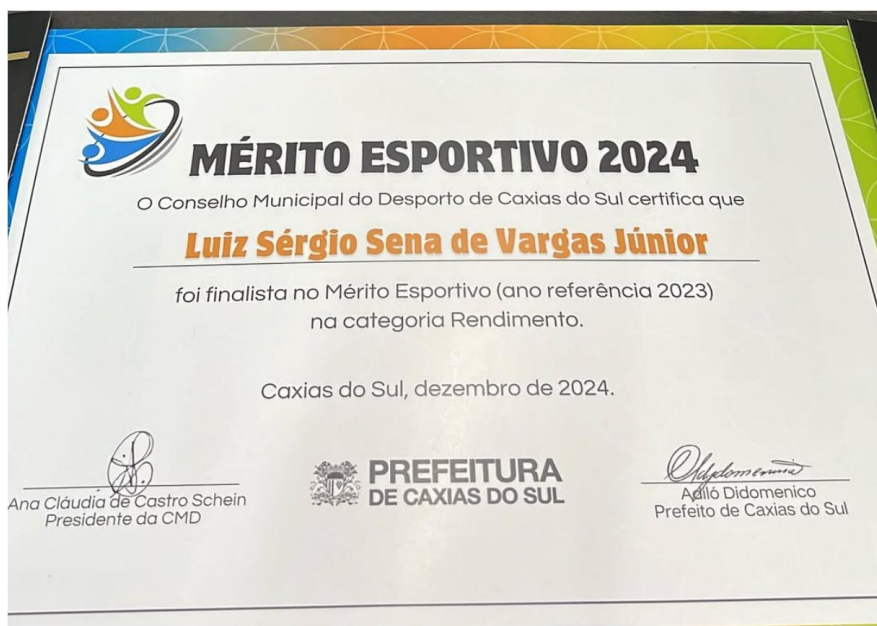 MÉRITO ESPORTIVO 2024
O Conselho Municipal do Desporto de Caxias do Sul certifica que
Luiz Sérgio Sena de Vargas Júnior
foi finalista no Mérito Esportivo (ano referência 2023)
na categoria Rendimento.
Caxias do Sul, dezembro de 2024.
na Cláudia de Castro Schein
Presidente da CMD
PREFEITURA
DE CAXIAS DO SUL
Adiló Didomenico
Prefeito de Caxias do Sul